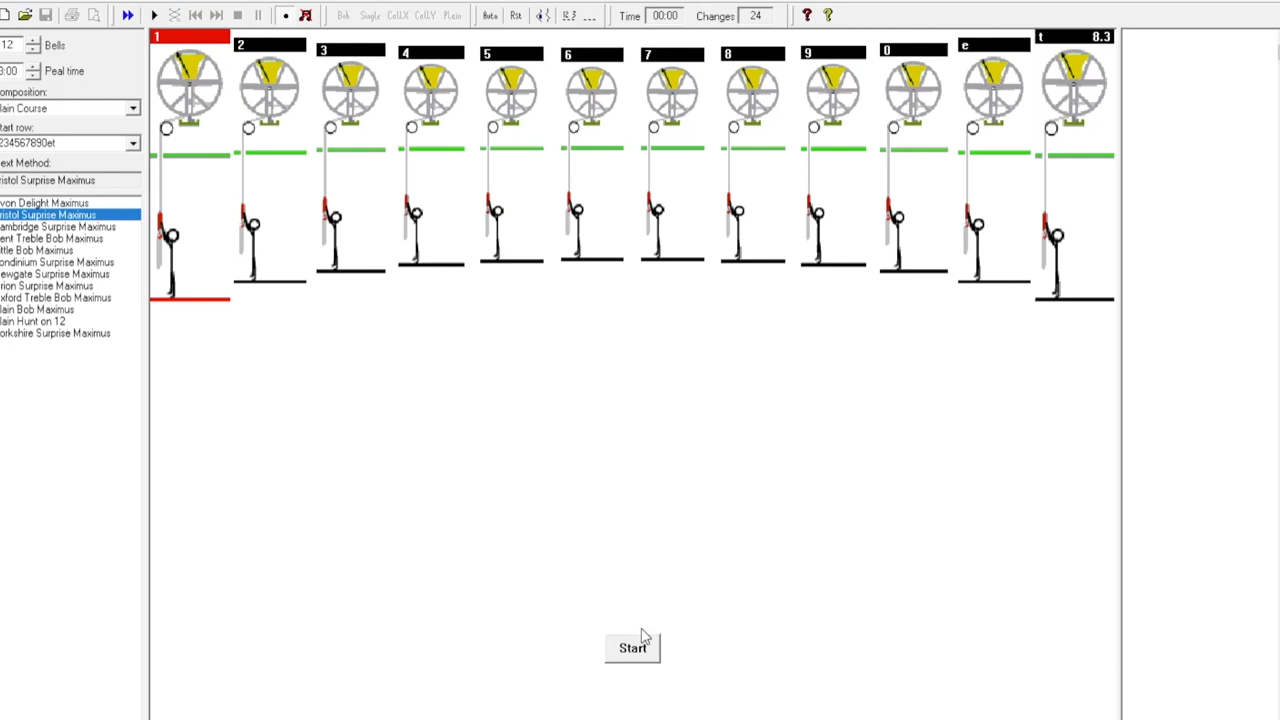 Bob Single CallX CallY Plain Auto Rst Time 00:00 Changes 24 ? ?
12 Bells
3:00 Peal time
omposition:
lain Course
tart row:
234567890et
ext Method:
ristol Surprise Maximus
von Delight Maximus
ristol Surprise Maximus
ambridge Surprise Maximus
ent Treble Bob Maximus
ittle Bob Maximus
ondinium Surprise Maximus
ewgate Surprise Maximus
rion Surprise Maximus
xford Treble Bob Maximus
lain Bob Maximus
lain Hunt on 12
orkshire Surprise Maximus
1 2 3 4 5 6 7 8 9 0 e t 8.3
Start